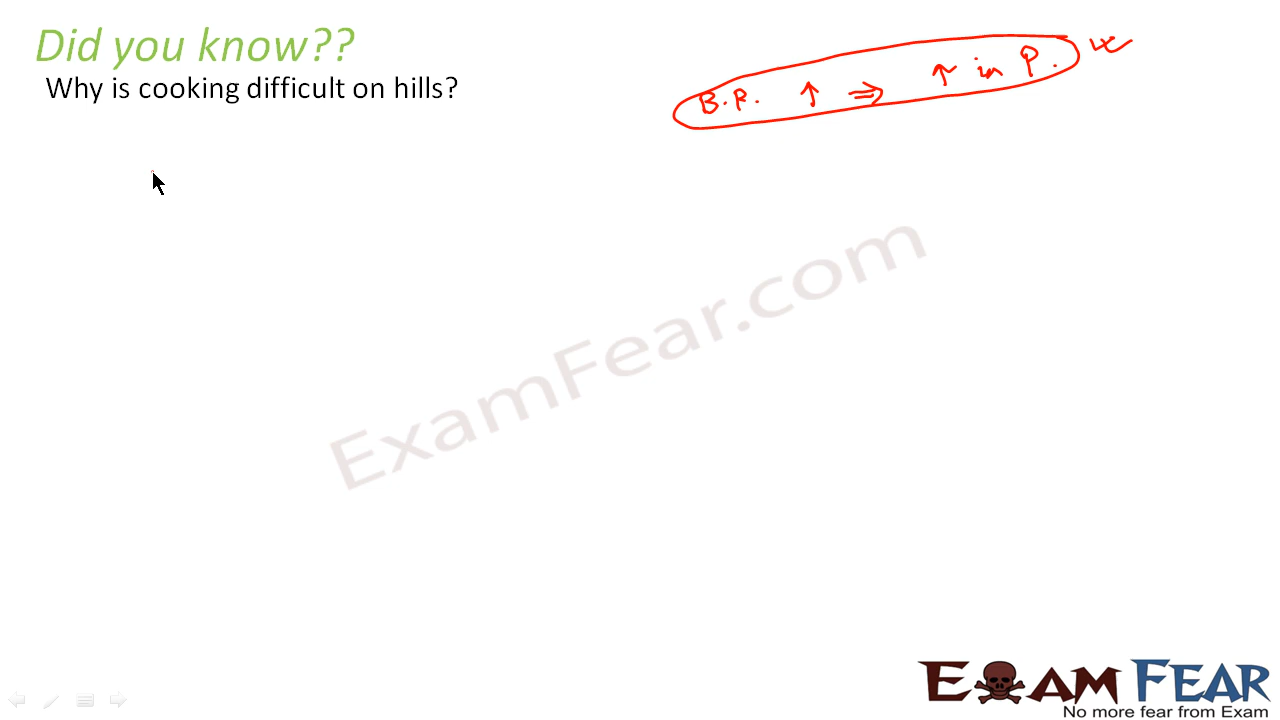 Did you know??
Why is cooking difficult on hills?
B.P. ↑ ⇒ ↑ in P.
ExamFear.com
EXAM FEAR
No more fear from Exam